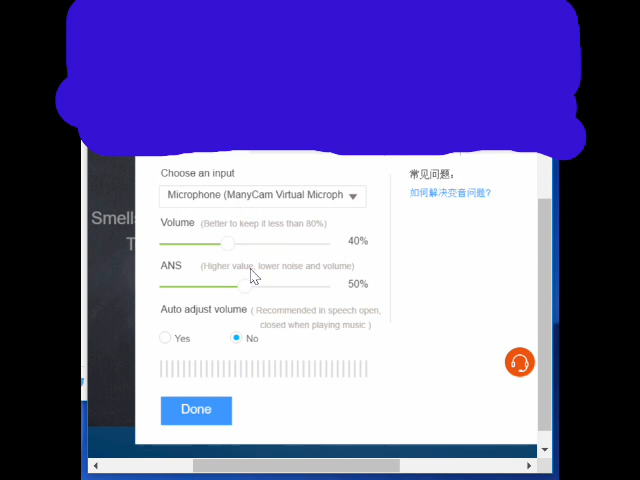 Choose an input
Microphone (ManyCam Virtual Microph
Volume (Better to keep it less than 80%)
40%
ANS (Higher value, lower noise and volume)
50%
Auto adjust volume ( Recommended in speech open,
closed when playing music )
Yes
No
Done
常见问题：
如何解决变音问题?
Smells
T